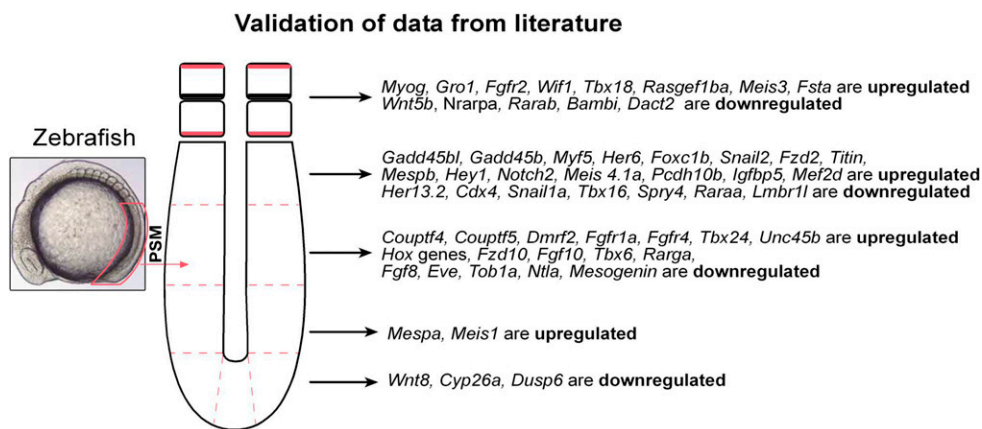 Validation of data from literature
Myog, Gro1, Fgfr2, Wif1, Tbx18, Rasgef1ba, Meis3, Fsta are upregulated
Wnt5b, Nrarpa, Rarab, Bambi, Dact2 are downregulated
Zebrafish
PSM
Gadd45bl, Gadd45b, Myf5, Her6, Foxc1b, Snail2, Fzd2, Titin,
Mespb, Hey1, Notch2, Meis 4.1a, Pcdh10b, Igfbp5, Mef2d are upregulated
Her13.2, Cdx4, Snail1a, Tbx16, Spry4, Raraa, Lmbr1l are downregulated
Couptf4, Couptf5, Dmrf2, Fgfr1a, Fgfr4, Tbx24, Unc45b are upregulated
Hox genes, Fzd10, Fgf10, Tbx6, Rarga,
Fgf8, Eve, Tob1a, Ntla, Mesogenin are downregulated
Mespa, Meis1 are upregulated
Wnt8, Cyp26a, Dusp6 are downregulated